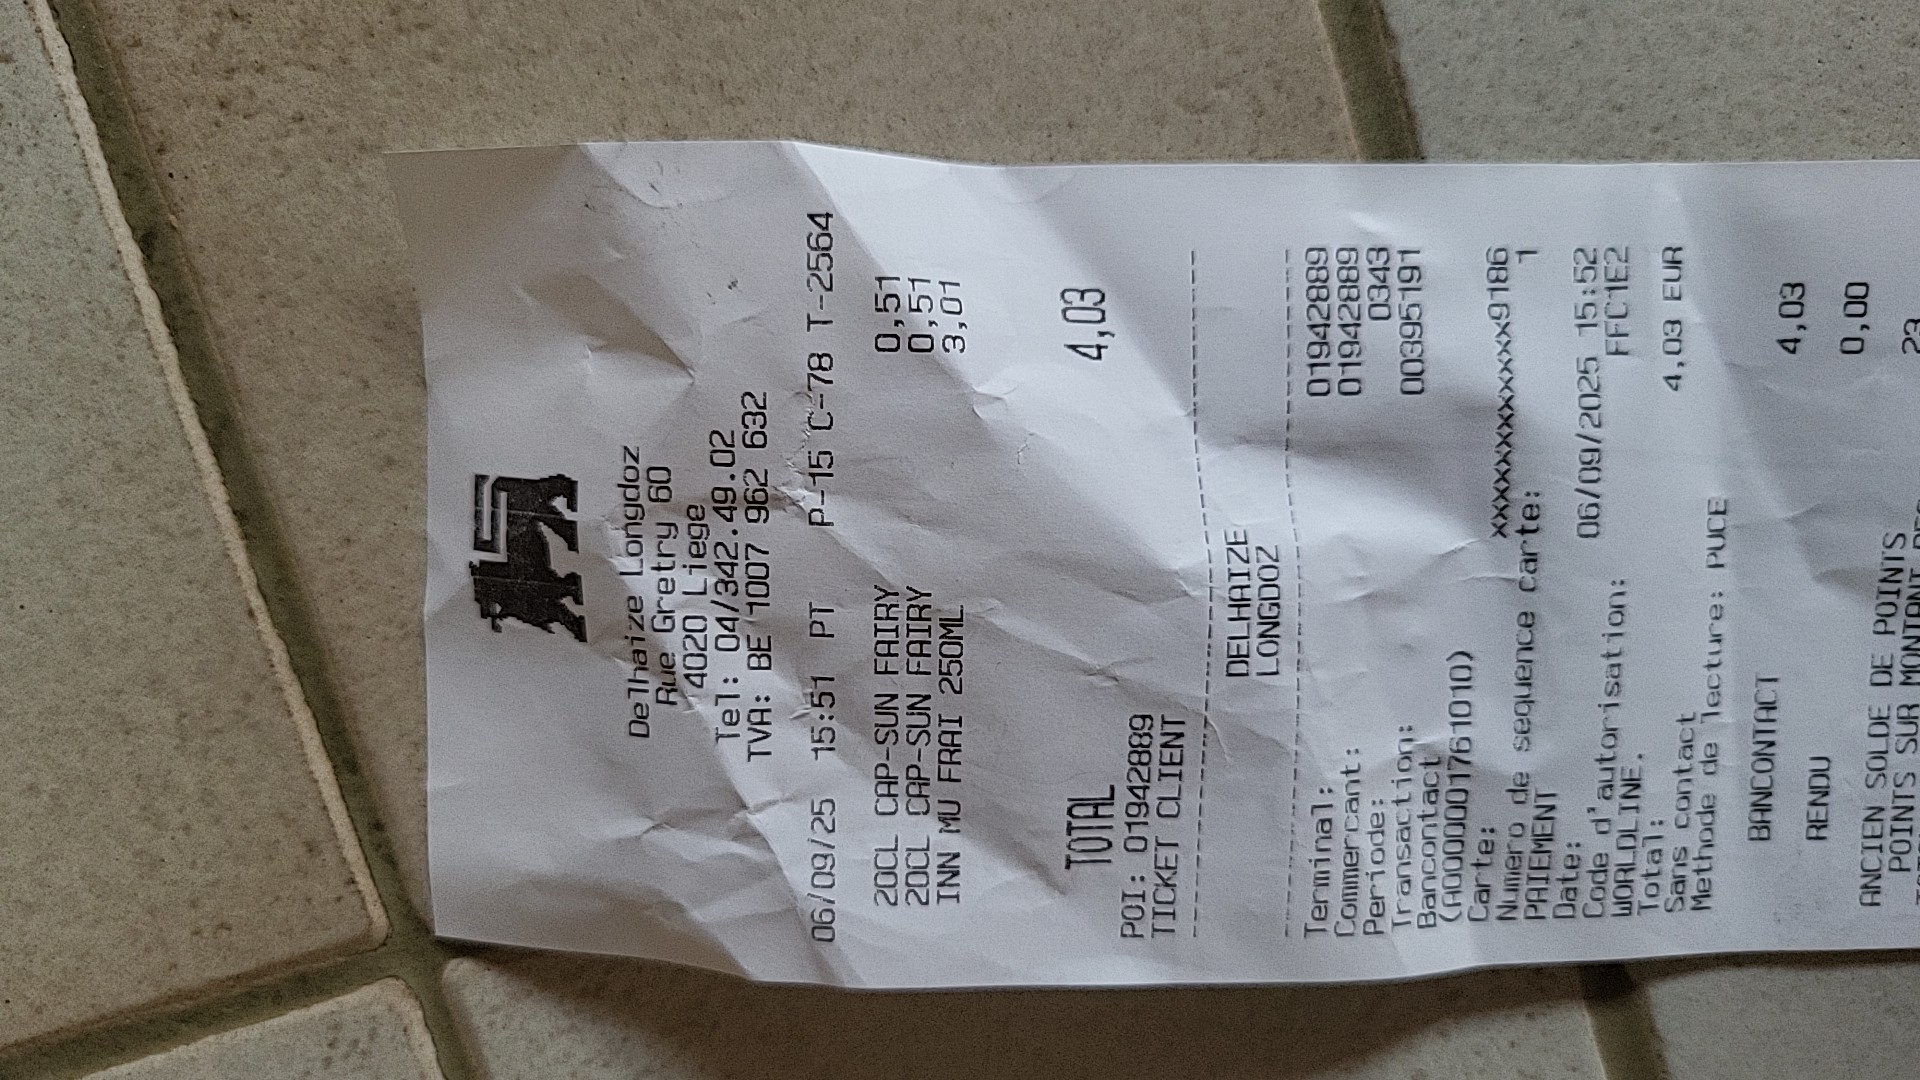 Delhaize Longdoz
Rue Gretry 60
4020 Liege
Tel: 04/342.49.02
TVA: BE 1007 962 632
06/09/25 15:51 PT P-15 C-78 T-2564
20CL CAP-SUN FAIRY 0,51
20CL CAP-SUN FAIRY 0,51
INN MU FRAI 250ML 3,01
TOTAL 4,03
POI: 01942889
TICKET CLIENT
DELHAIZE
LONGDOZ
Terminal: 01942889
Commercant: 01942889
Periode: 0343
Transaction: 00395191
Bancontact
(A0000001761010)
Carte: xxxxxxxxxxxxx9186
Numero de sequence carte: 1
PAIEMENT
Date: 06/09/2025 15:52
Code d'autorisation: FFC1E2
WORLDLINE.
Total: 4,03 EUR
Sans contact
Methode de lecture: PUCE
BANCONTACT 4,03
RENDU 0,00
ANCIEN SOLDE DE POINTS 23
POINTS SUR MONTANT